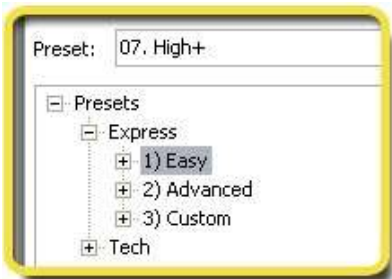 Preset: 07. High+
Presets
Express
1) Easy
2) Advanced
3) Custom
Tech